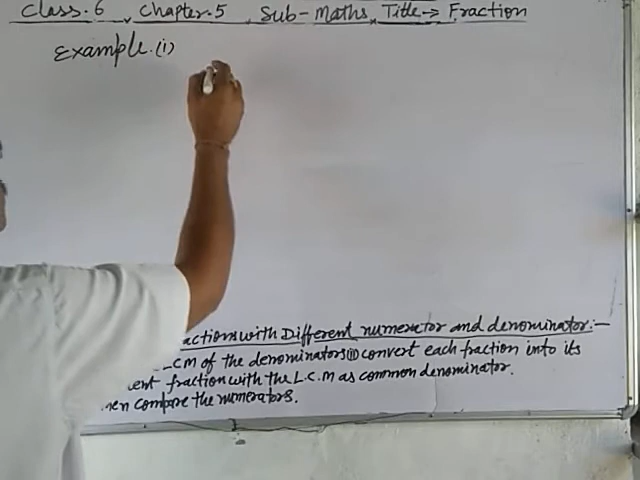 Class.6 , Chapter.5 , Sub-Maths, Title→ Fraction
Example.(i)
actions with Different numerator and denominator:-
CM of the denominators (ii) convert each fraction into its
ent fraction with the L.C.M as common denominator.
hen compare the numerators.